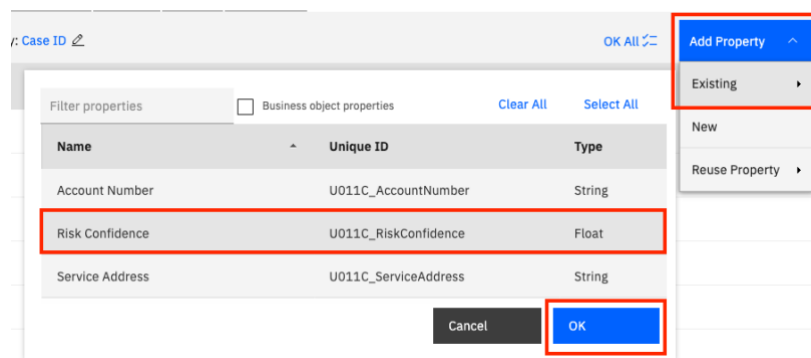 y: Case ID
OK All
Add Property
Existing
New
Reuse Property
Filter properties
Business object properties
Clear All
Select All
Name Unique ID Type
Account Number U011C_AccountNumber String
Risk Confidence U011C_RiskConfidence Float
Service Address U011C_ServiceAddress String
Cancel
OK